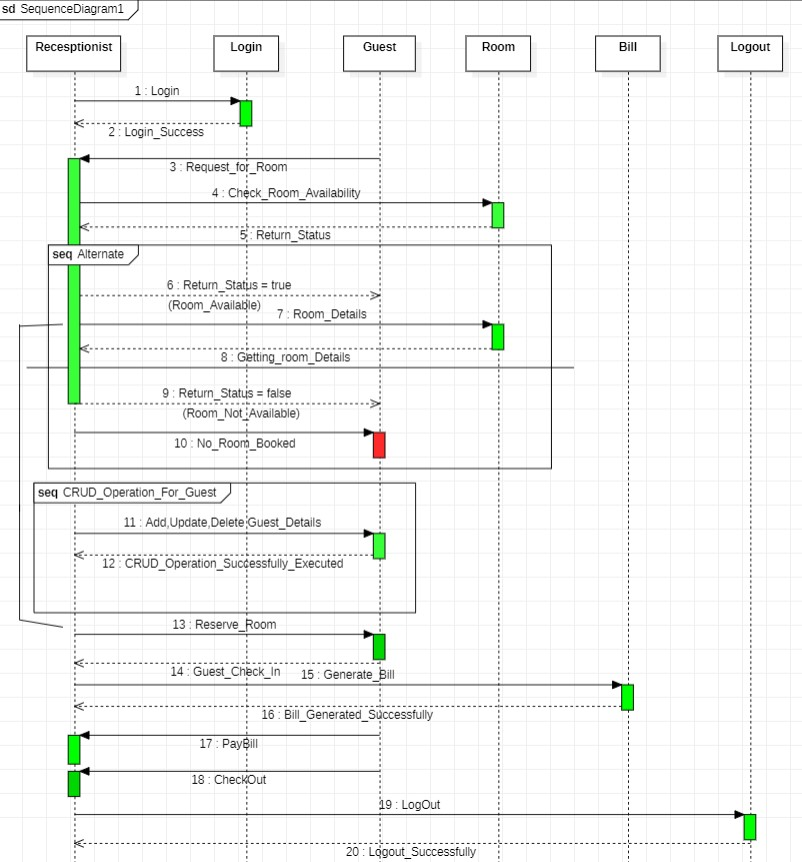 sd SequenceDiagram1
Recesptionist
Login
Guest
Room
Bill
Logout
1 : Login
2 : Login_Success
3 : Request_for_Room
4 : Check_Room_Availability
5 : Return_Status
seq Alternate
6 : Return_Status = true
(Room_Available)
7 : Room_Details
8 : Getting_room_Details
9 : Return_Status = false
(Room_Not_Available)
10 : No_Room_Booked
seq CRUD_Operation_For_Guest
11 : Add,Update,Delete Guest_Details
12 : CRUD_Operation_Successfully_Executed
13 : Reserve_Room
14 : Guest_Check_In
15 : Generate_Bill
16 : Bill_Generated_Successfully
17 : PayBill
18 : CheckOut
19 : LogOut
20 : Logout_Successfully